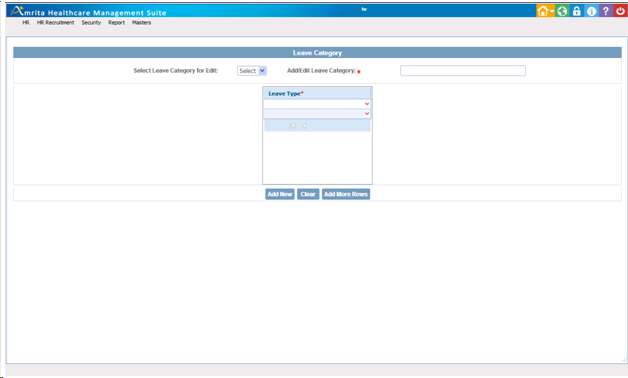 Amrita Healthcare Management Suite
hr
HR HR Recruitment Security Report Masters
Leave Category
Select Leave Category for Edit: Select Add/Edit Leave Category: *
Leave Type*
Add New Clear Add More Rows